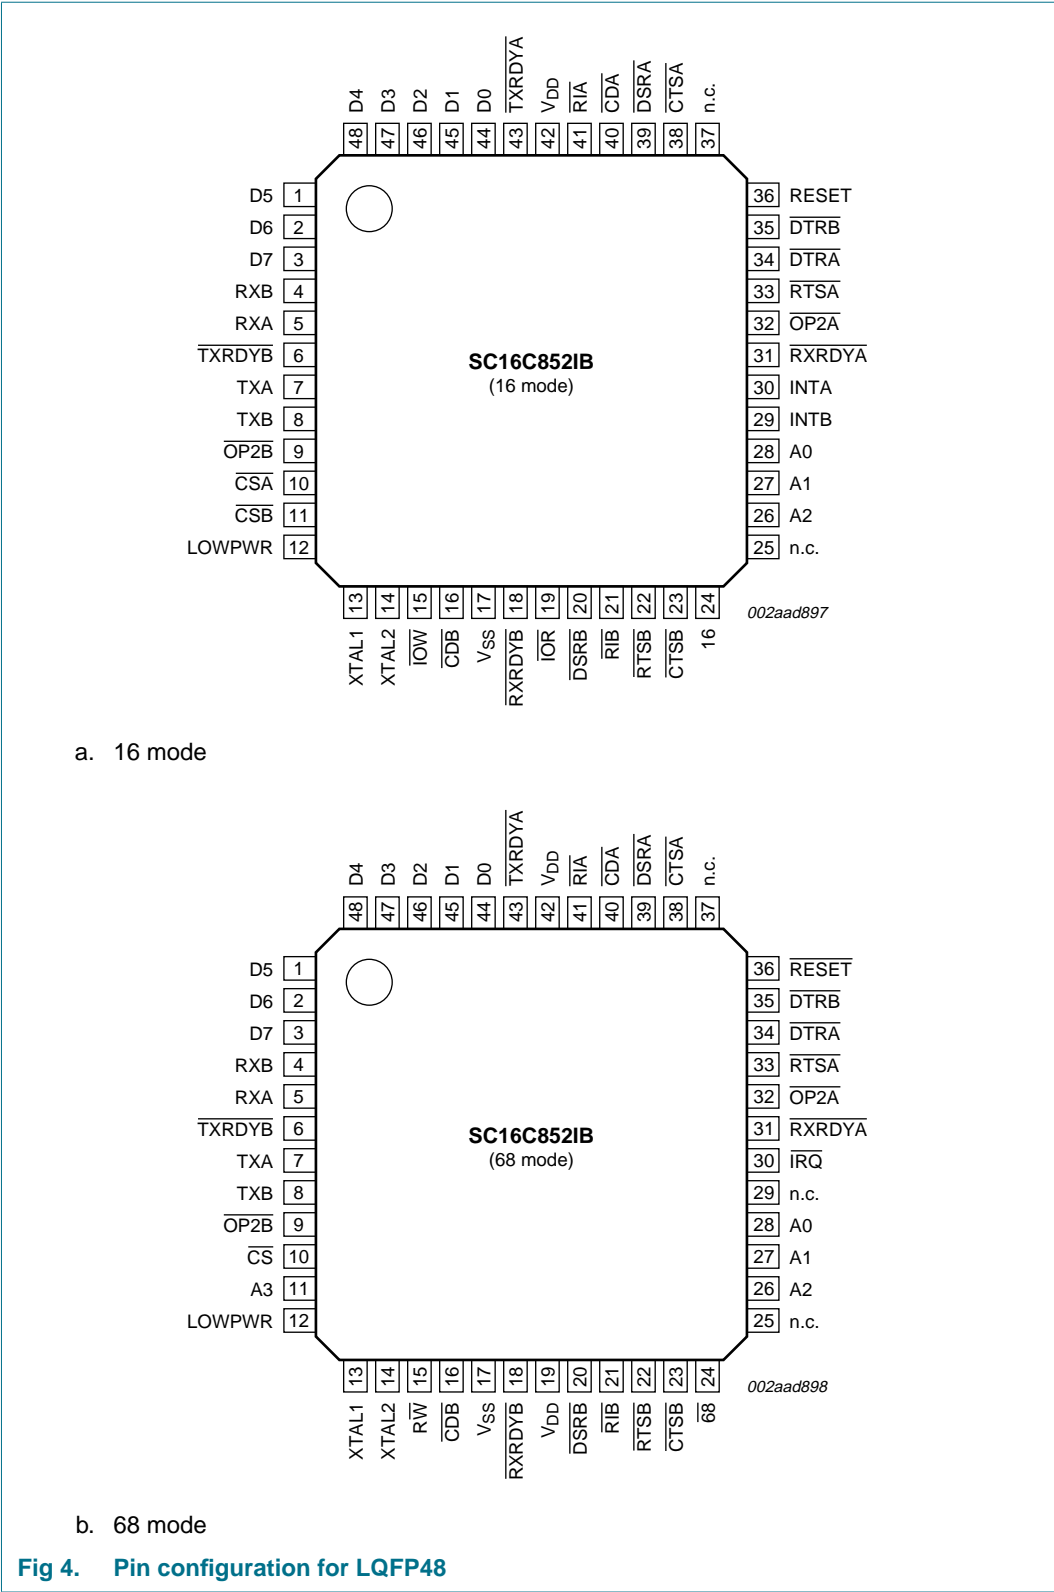 D4 D3 D2 D1 D0 TXRDYA VDD RIA CDA DSRA CTSA n.c.
48 47 46 45 44 43 42 41 40 39 38 37
D5 1 36 RESET
D6 2 35 DTRB
D7 3 34 DTRA
RXB 4 33 RTSA
RXA 5 32 OP2A
TXRDYB 6 31 RXRDYA
SC16C852IB
(16 mode)
TXA 7 30 INTA
TXB 8 29 INTB
OP2B 9 28 A0
CSA 10 27 A1
CSB 11 26 A2
LOWPWR 12 25 n.c.
13 14 15 16 17 18 19 20 21 22 23 24
XTAL1 XTAL2 IOW CDB VSS RXRDYB IOR DSRB RIB RTSB CTSB 16
002aad897
a. 16 mode
D4 D3 D2 D1 D0 TXRDYA VDD RIA CDA DSRA CTSA n.c.
48 47 46 45 44 43 42 41 40 39 38 37
D5 1 36 RESET
D6 2 35 DTRB
D7 3 34 DTRA
RXB 4 33 RTSA
RXA 5 32 OP2A
TXRDYB 6 31 RXRDYA
SC16C852IB
(68 mode)
TXA 7 30 IRQ
TXB 8 29 n.c.
OP2B 9 28 A0
CS 10 27 A1
A3 11 26 A2
LOWPWR 12 25 n.c.
13 14 15 16 17 18 19 20 21 22 23 24
XTAL1 XTAL2 RW CDB VSS RXRDYB VDD DSRB RIB RTSB CTSB 68
002aad898
b. 68 mode
Fig 4. Pin configuration for LQFP48